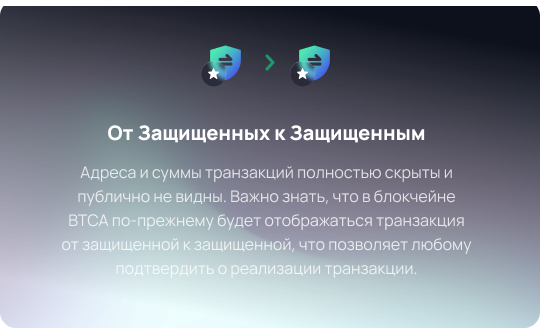 От Защищенных к Защищенным
Адреса и суммы транзакций полностью скрыты и
публично не видны. Важно знать, что в блокчейне
BTCA по-прежнему будет отображаться транзакция
от защищенной к защищенной, что позволяет любому
подтвердить о реализации транзакции.